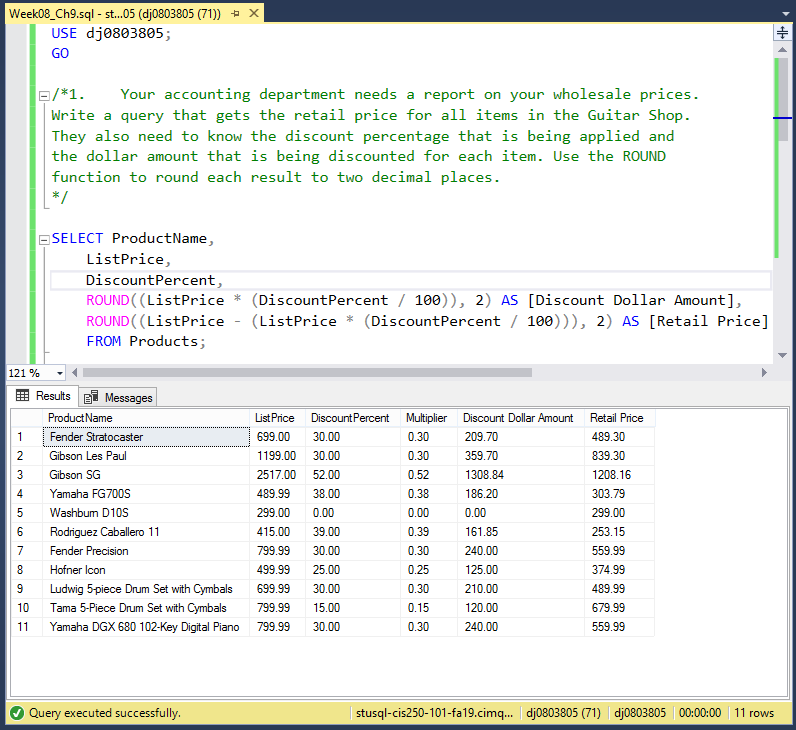 Week08_Ch9.sql - st...05 (dj0803805 (71))
USE dj0803805;
GO
/*1. Your accounting department needs a report on your wholesale prices.
Write a query that gets the retail price for all items in the Guitar Shop.
They also need to know the discount percentage that is being applied and
the dollar amount that is being discounted for each item. Use the ROUND
function to round each result to two decimal places.
*/
SELECT ProductName,
ListPrice,
DiscountPercent,
ROUND((ListPrice * (DiscountPercent / 100)), 2) AS [Discount Dollar Amount],
ROUND((ListPrice - (ListPrice * (DiscountPercent / 100))), 2) AS [Retail Price]
FROM Products;
121 %
Results Messages
ProductName ListPrice DiscountPercent Multiplier Discount Dollar Amount Retail Price
1 Fender Stratocaster 699.00 30.00 0.30 209.70 489.30
2 Gibson Les Paul 1199.00 30.00 0.30 359.70 839.30
3 Gibson SG 2517.00 52.00 0.52 1308.84 1208.16
4 Yamaha FG700S 489.99 38.00 0.38 186.20 303.79
5 Washburn D10S 299.00 0.00 0.00 0.00 299.00
6 Rodriguez Caballero 11 415.00 39.00 0.39 161.85 253.15
7 Fender Precision 799.99 30.00 0.30 240.00 559.99
8 Hofner Icon 499.99 25.00 0.25 125.00 374.99
9 Ludwig 5-piece Drum Set with Cymbals 699.99 30.00 0.30 210.00 489.99
10 Tama 5-Piece Drum Set with Cymbals 799.99 15.00 0.15 120.00 679.99
11 Yamaha DGX 680 102-Key Digital Piano 799.99 30.00 0.30 240.00 559.99
Query executed successfully. stusql-cis250-101-fa19.cimq... dj0803805 (71) dj0803805 00:00:00 11 rows